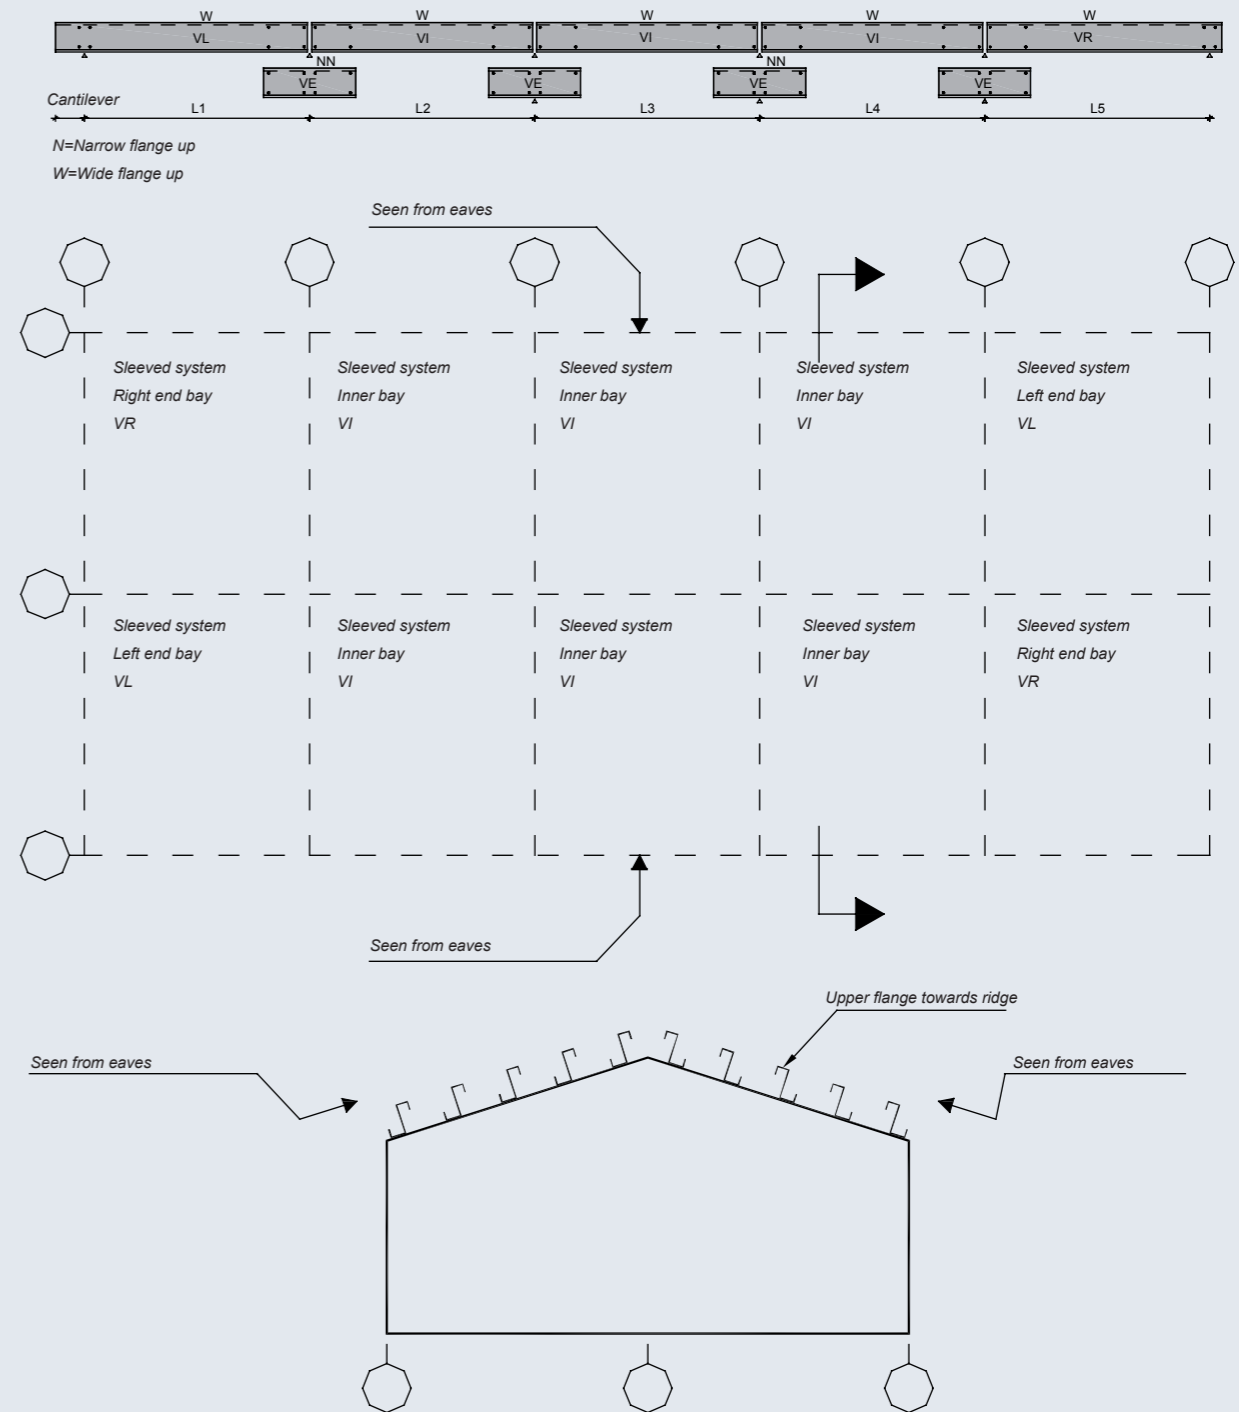 W W W W W
VL VI VI VI VR
NN NN
VE VE VE VE
Cantilever L1 L2 L3 L4 L5
N=Narrow flange up
W=Wide flange up
Seen from eaves
Sleeved system
Right end bay
VR
Sleeved system
Inner bay
VI
Sleeved system
Inner bay
VI
Sleeved system
Inner bay
VI
Sleeved system
Left end bay
VL
Sleeved system
Left end bay
VL
Sleeved system
Inner bay
VI
Sleeved system
Inner bay
VI
Sleeved system
Inner bay
VI
Sleeved system
Right end bay
VR
Seen from eaves
Upper flange towards ridge
Seen from eaves
Seen from eaves